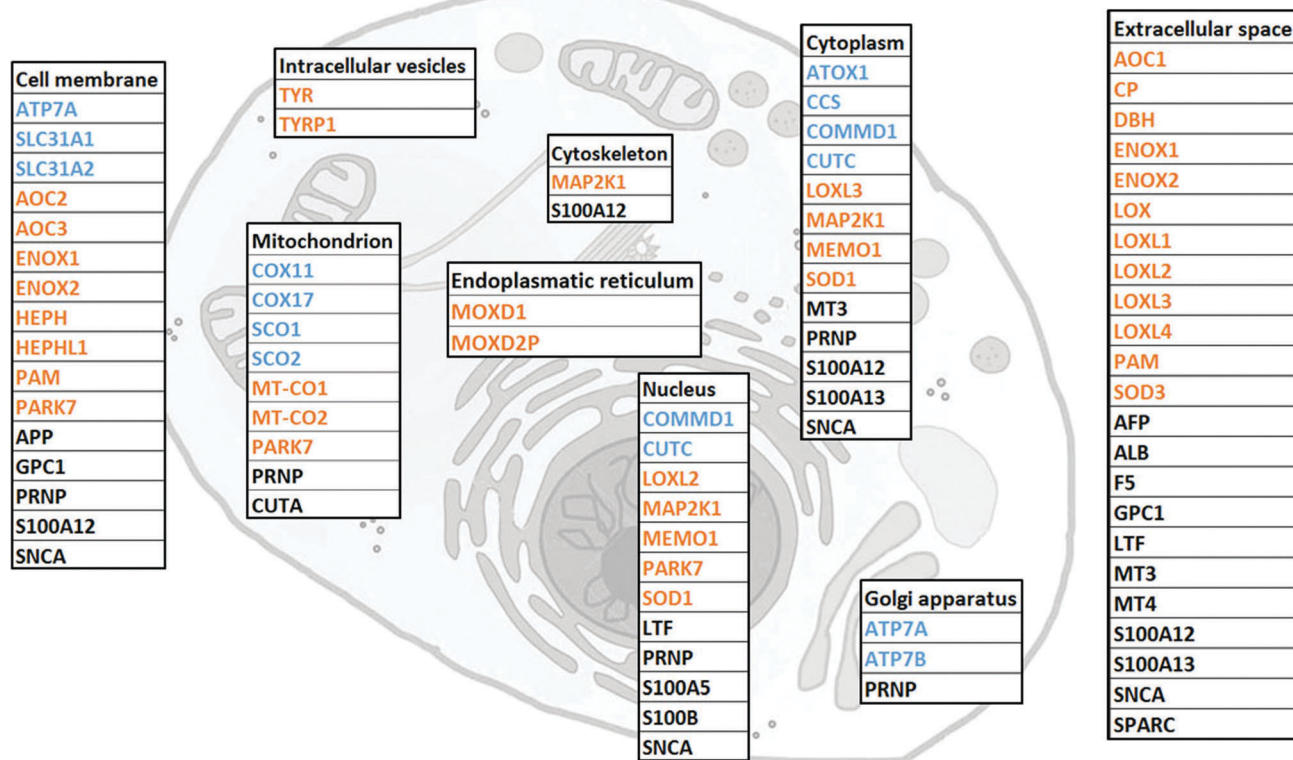 Cell membrane
ATP7A
SLC31A1
SLC31A2
AOC2
AOC3
ENOX1
ENOX2
HEPH
HEPHL1
PAM
PARK7
APP
GPC1
PRNP
S100A12
SNCA
Intracellular vesicles
TYR
TYRP1
Mitochondrion
COX11
COX17
SCO1
SCO2
MT-CO1
MT-CO2
PARK7
PRNP
CUTA
Cytoskeleton
MAP2K1
S100A12
Endoplasmatic reticulum
MOXD1
MOXD2P
Nucleus
COMMD1
CUTC
LOXL2
MAP2K1
MEMO1
PARK7
SOD1
LTF
PRNP
S100A5
S100B
SNCA
Cytoplasm
ATOX1
CCS
COMMD1
CUTC
LOXL3
MAP2K1
MEMO1
SOD1
MT3
PRNP
S100A12
S100A13
SNCA
Golgi apparatus
ATP7A
ATP7B
PRNP
Extracellular space
AOC1
CP
DBH
ENOX1
ENOX2
LOX
LOXL1
LOXL2
LOXL3
LOXL4
PAM
SOD3
AFP
ALB
F5
GPC1
LTF
MT3
MT4
S100A12
S100A13
SNCA
SPARC